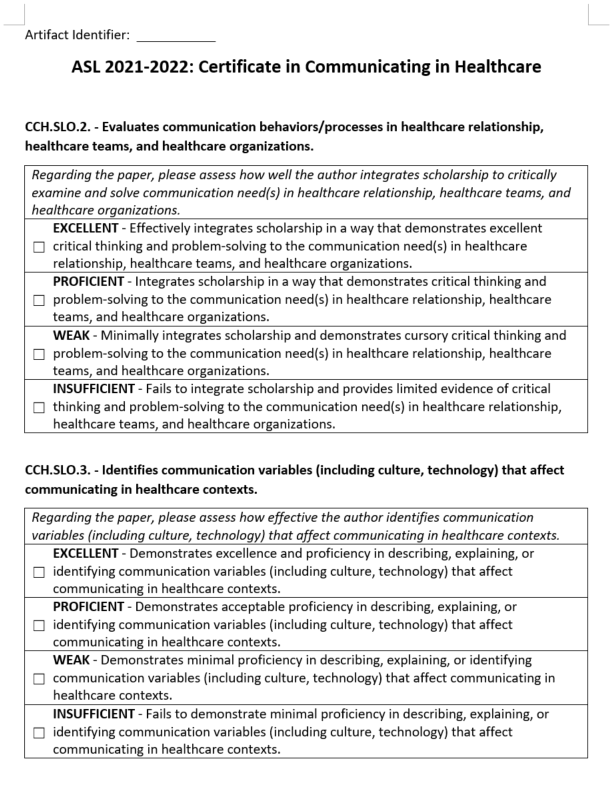 Artifact Identifier: ___________
ASL 2021-2022: Certificate in Communicating in Healthcare
CCH.SLO.2. - Evaluates communication behaviors/processes in healthcare relationship,
healthcare teams, and healthcare organizations.
Regarding the paper, please assess how well the author integrates scholarship to critically
examine and solve communication need(s) in healthcare relationship, healthcare teams, and
healthcare organizations.
EXCELLENT - Effectively integrates scholarship in a way that demonstrates excellent
☐ critical thinking and problem-solving to the communication need(s) in healthcare
relationship, healthcare teams, and healthcare organizations.
PROFICIENT - Integrates scholarship in a way that demonstrates critical thinking and
☐ problem-solving to the communication need(s) in healthcare relationship, healthcare
teams, and healthcare organizations.
WEAK - Minimally integrates scholarship and demonstrates cursory critical thinking and
☐ problem-solving to the communication need(s) in healthcare relationship, healthcare
teams, and healthcare organizations.
INSUFFICIENT - Fails to integrate scholarship and provides limited evidence of critical
☐ thinking and problem-solving to the communication need(s) in healthcare relationship,
healthcare teams, and healthcare organizations.
CCH.SLO.3. - Identifies communication variables (including culture, technology) that affect
communicating in healthcare contexts.
Regarding the paper, please assess how effective the author identifies communication
variables (including culture, technology) that affect communicating in healthcare contexts.
EXCELLENT - Demonstrates excellence and proficiency in describing, explaining, or
☐ identifying communication variables (including culture, technology) that affect
communicating in healthcare contexts.
PROFICIENT - Demonstrates acceptable proficiency in describing, explaining, or
☐ identifying communication variables (including culture, technology) that affect
communicating in healthcare contexts.
WEAK - Demonstrates minimal proficiency in describing, explaining, or identifying
☐ communication variables (including culture, technology) that affect communicating in
healthcare contexts.
INSUFFICIENT - Fails to demonstrate minimal proficiency in describing, explaining, or
☐ identifying communication variables (including culture, technology) that affect
communicating in healthcare contexts.